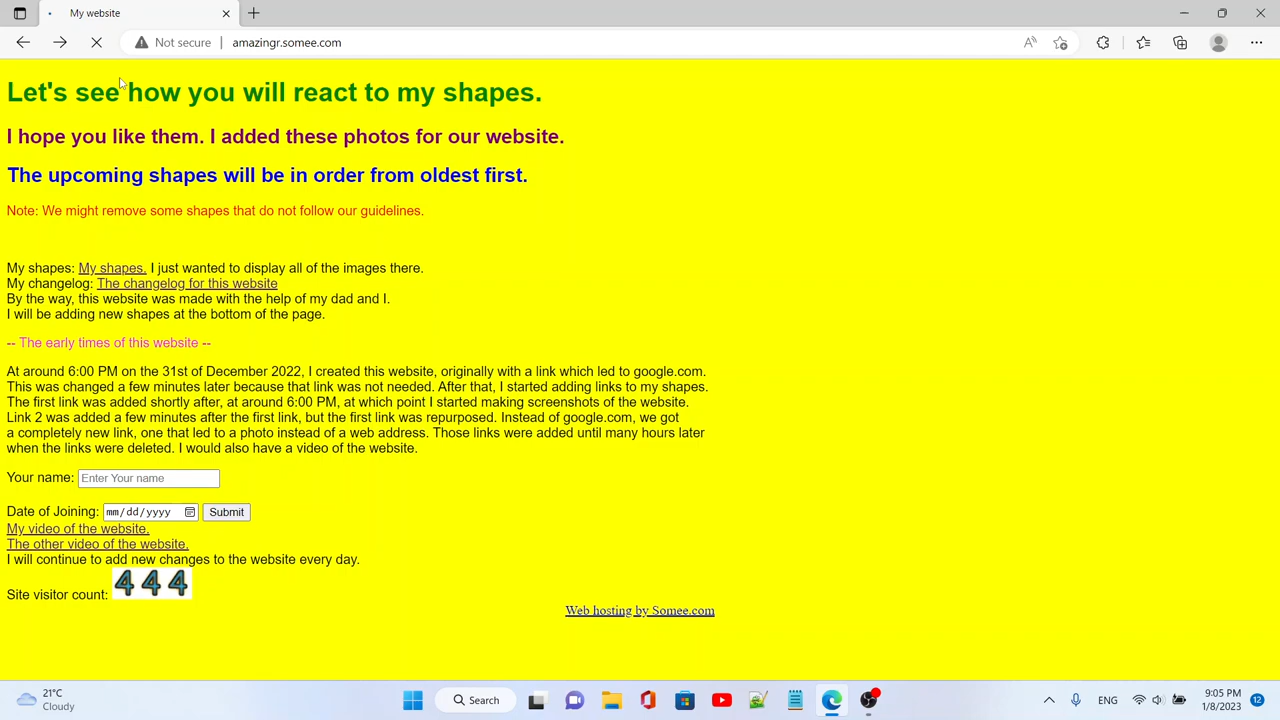 My website
Not secure
amazingr.somee.com
Let's see how you will react to my shapes.
I hope you like them. I added these photos for our website.
The upcoming shapes will be in order from oldest first.
Note: We might remove some shapes that do not follow our guidelines.
My shapes: My shapes. I just wanted to display all of the images there.
My changelog: The changelog for this website
By the way, this website was made with the help of my dad and I.
I will be adding new shapes at the bottom of the page.
-- The early times of this website --
At around 6:00 PM on the 31st of December 2022, I created this website, originally with a link which led to google.com.
This was changed a few minutes later because that link was not needed. After that, I started adding links to my shapes.
The first link was added shortly after, at around 6:00 PM, at which point I started making screenshots of the website.
Link 2 was added a few minutes after the first link, but the first link was repurposed. Instead of google.com, we got
a completely new link, one that led to a photo instead of a web address. Those links were added until many hours later
when the links were deleted. I would also have a video of the website.
Your name: Enter Your name
Date of Joining: mm/dd/yyyy Submit
My video of the website.
The other video of the website.
I will continue to add new changes to the website every day.
Site visitor count: 444
Web hosting by Somee.com
21°C
Cloudy
Search
ENG
9:05 PM
1/8/2023
12